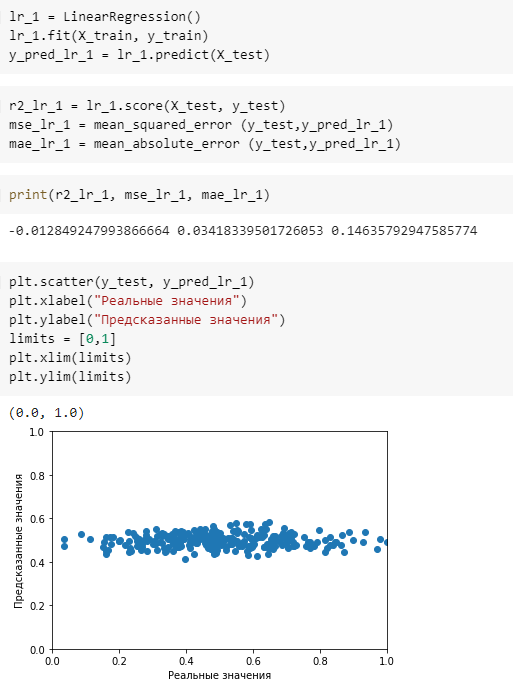 lr_1 = LinearRegression()
lr_1.fit(X_train, y_train)
y_pred_lr_1 = lr_1.predict(X_test)
r2_lr_1 = lr_1.score(X_test, y_test)
mse_lr_1 = mean_squared_error (y_test,y_pred_lr_1)
mae_lr_1 = mean_absolute_error (y_test,y_pred_lr_1)
print(r2_lr_1, mse_lr_1, mae_lr_1)
-0.012849247993866664 0.03418339501726053 0.14635792947585774
plt.scatter(y_test, y_pred_lr_1)
plt.xlabel("Реальные значения")
plt.ylabel("Предсказанные значения")
limits = [0,1]
plt.xlim(limits)
plt.ylim(limits)
(0.0, 1.0)
1.0
0.8
0.6
0.4
0.2
0.0
Предсказанные значения
0.0 0.2 0.4 0.6 0.8 1.0
Реальные значения